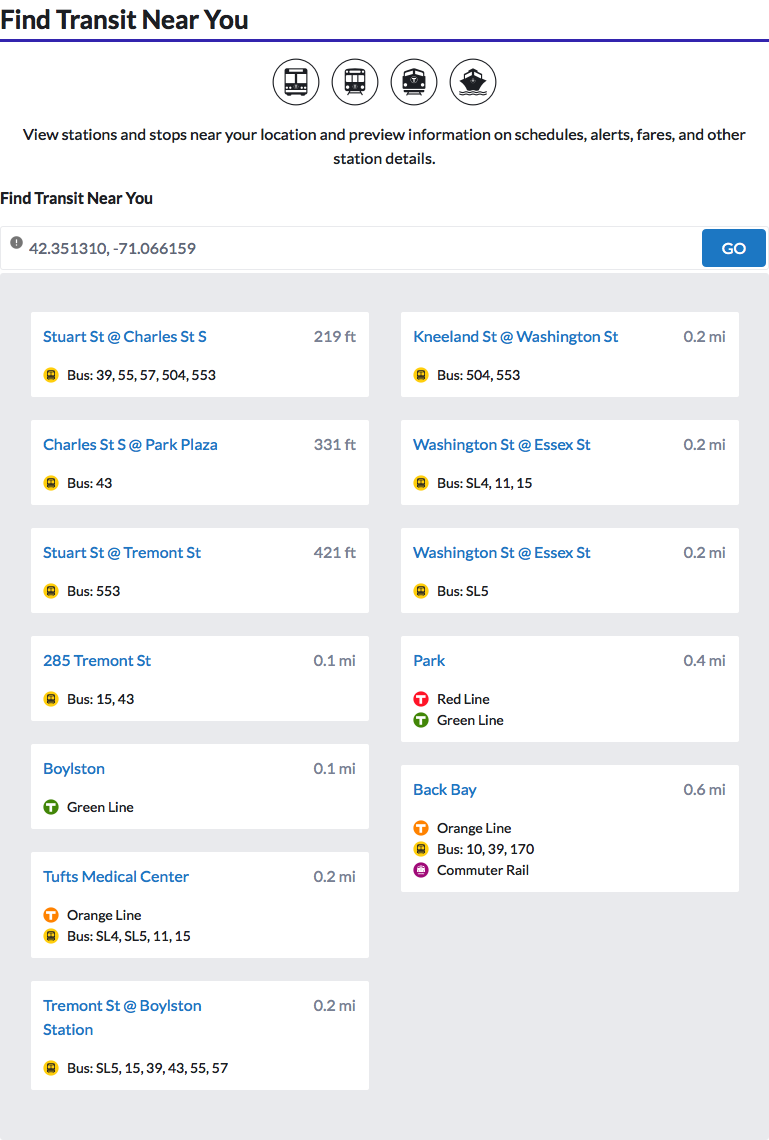 Find Transit Near You
View stations and stops near your location and preview information on schedules, alerts, fares, and other
station details.
Find Transit Near You
42.351310, -71.066159
GO
Stuart St @ Charles St S 219 ft
Bus: 39, 55, 57, 504, 553
Charles St S @ Park Plaza 331 ft
Bus: 43
Stuart St @ Tremont St 421 ft
Bus: 553
285 Tremont St 0.1 mi
Bus: 15, 43
Boylston 0.1 mi
T Green Line
Tufts Medical Center 0.2 mi
T Orange Line
Bus: SL4, SL5, 11, 15
Tremont St @ Boylston 0.2 mi
Station
Bus: SL5, 15, 39, 43, 55, 57
Kneeland St @ Washington St 0.2 mi
Bus: 504, 553
Washington St @ Essex St 0.2 mi
Bus: SL4, 11, 15
Washington St @ Essex St 0.2 mi
Bus: SL5
Park 0.4 mi
T Red Line
T Green Line
Back Bay 0.6 mi
T Orange Line
Bus: 10, 39, 170
Commuter Rail